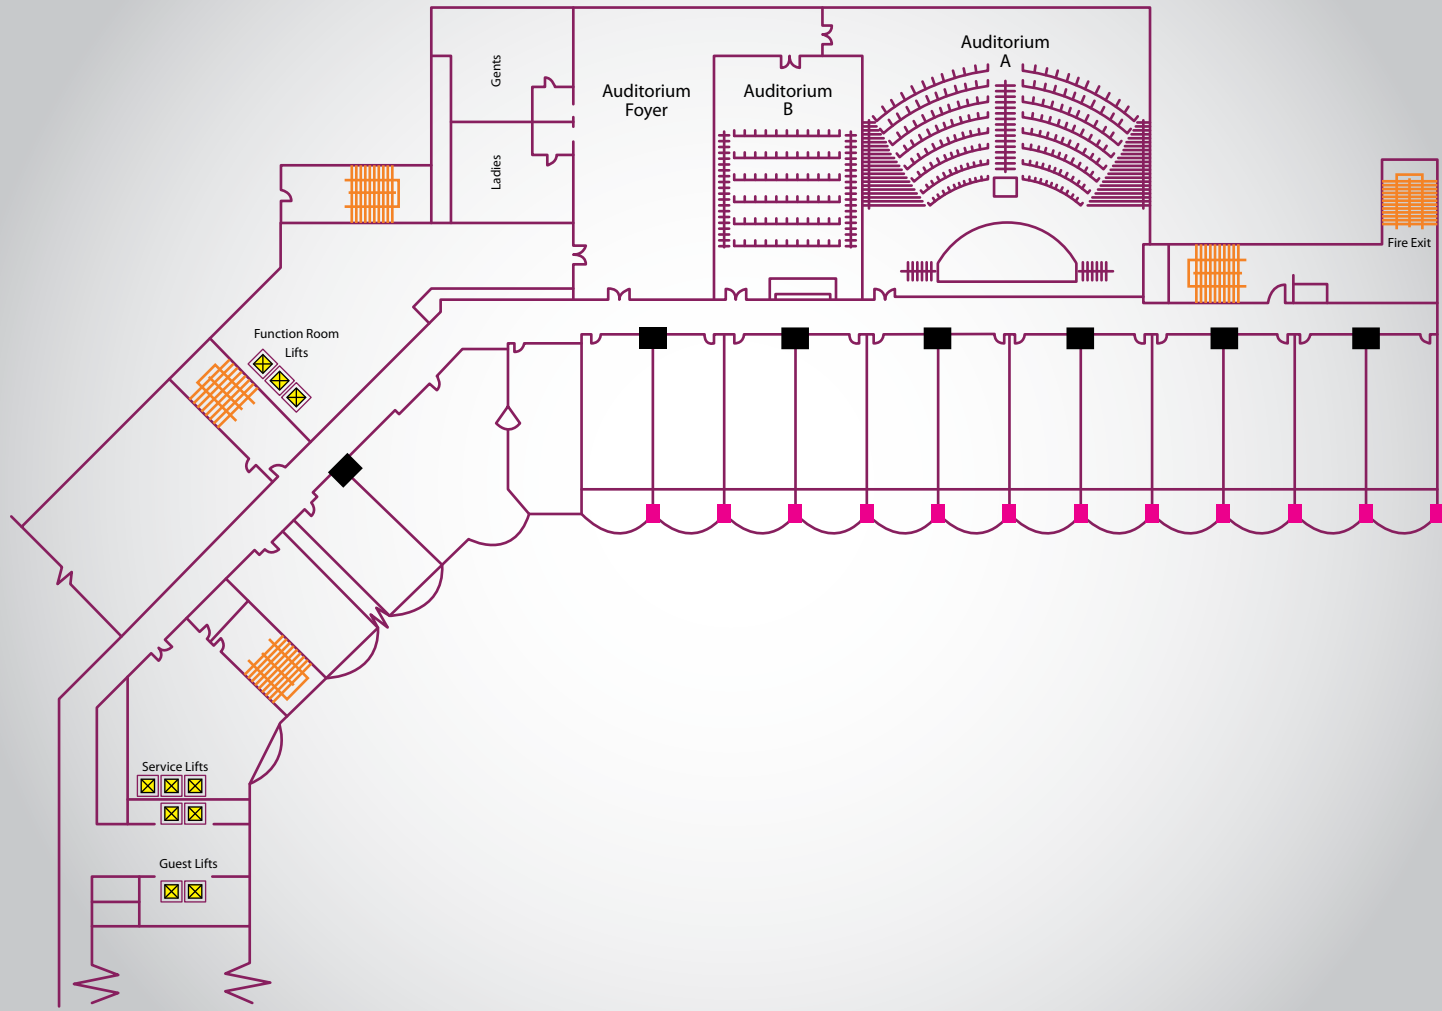 Auditorium
A
Gents
Auditorium
Foyer
Auditorium
B
Ladies
Fire Exit
Function Room
Lifts
Service Lifts
Guest Lifts